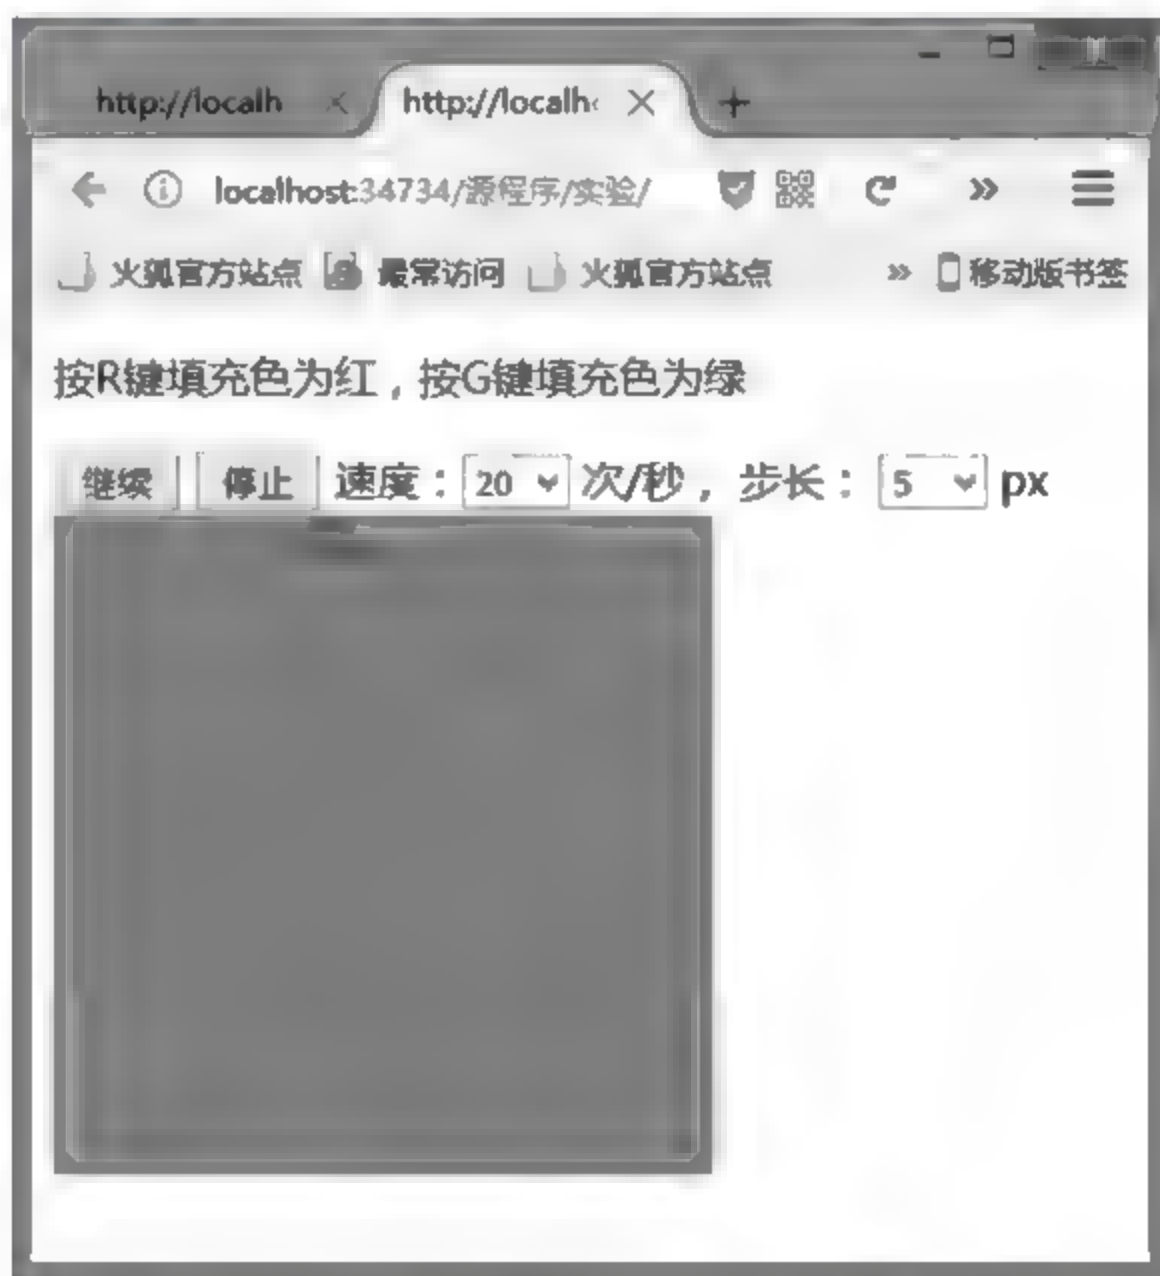 http://localh http://localh
localhost:34734/源程序/实验/
火狐官方站点 最常访问 火狐官方站点 移动版书签
按R键填充色为红，按G键填充色为绿
继续 停止 速度：20 次/秒，步长：5 px